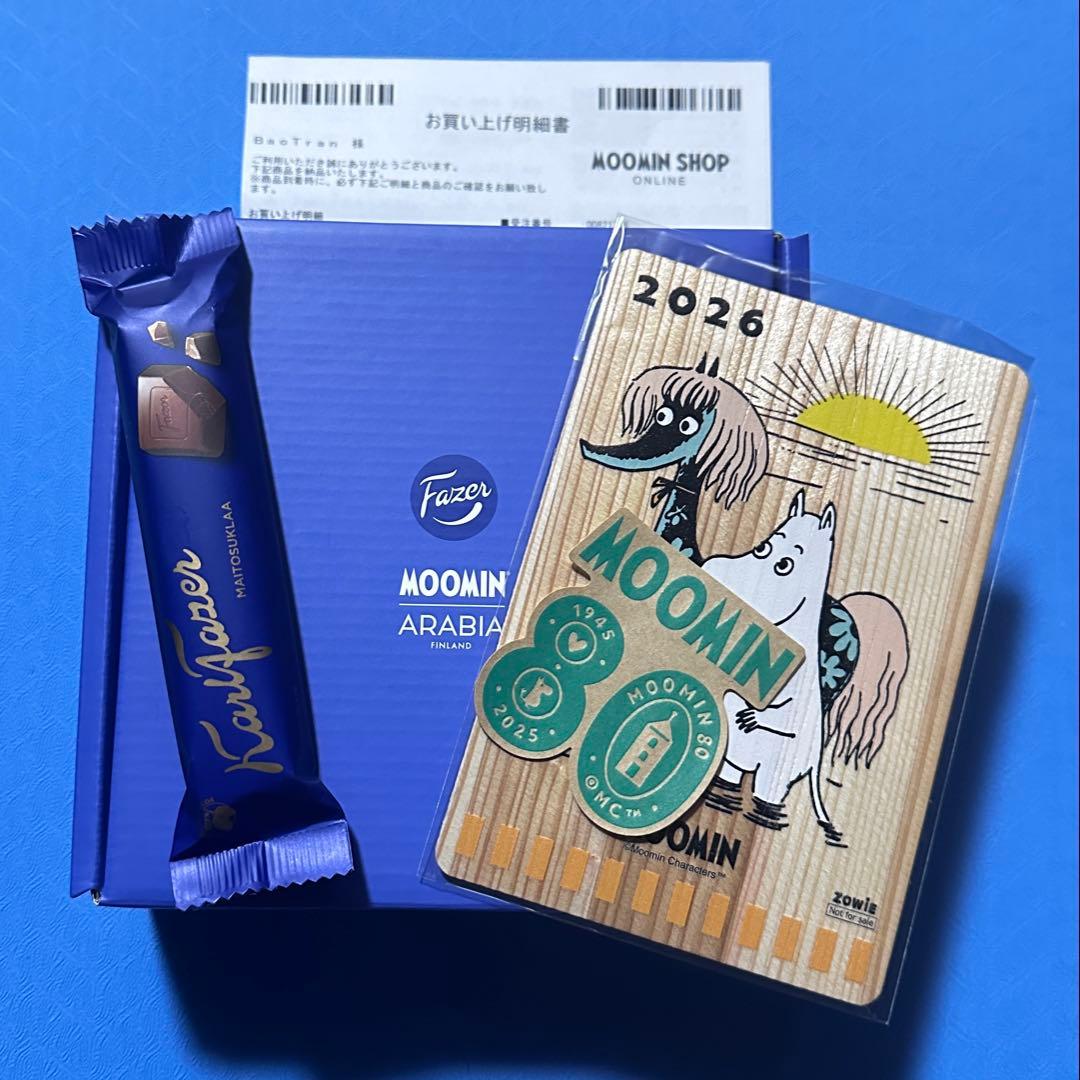 お買い上げ明細書
BaoTran 様
ご利用いただき誠にありがとうございます。
下記商品を納品いたします。
※商品到着時に、必ず下記ご明細と商品のご確認をお願い致し
ます。
MOOMIN SHOP
ONLINE
お買い上げ明細
■受注番号
Fazer
Karl Fazer
MAITOSUKLAA
Fazer
MOOMIN
ARABIA
FINLAND
2026
MOOMIN
1945
2025
MOOMIN 80
©MC™
MOOMIN
©Moomin Characters™
ZOWIE
Not for sale